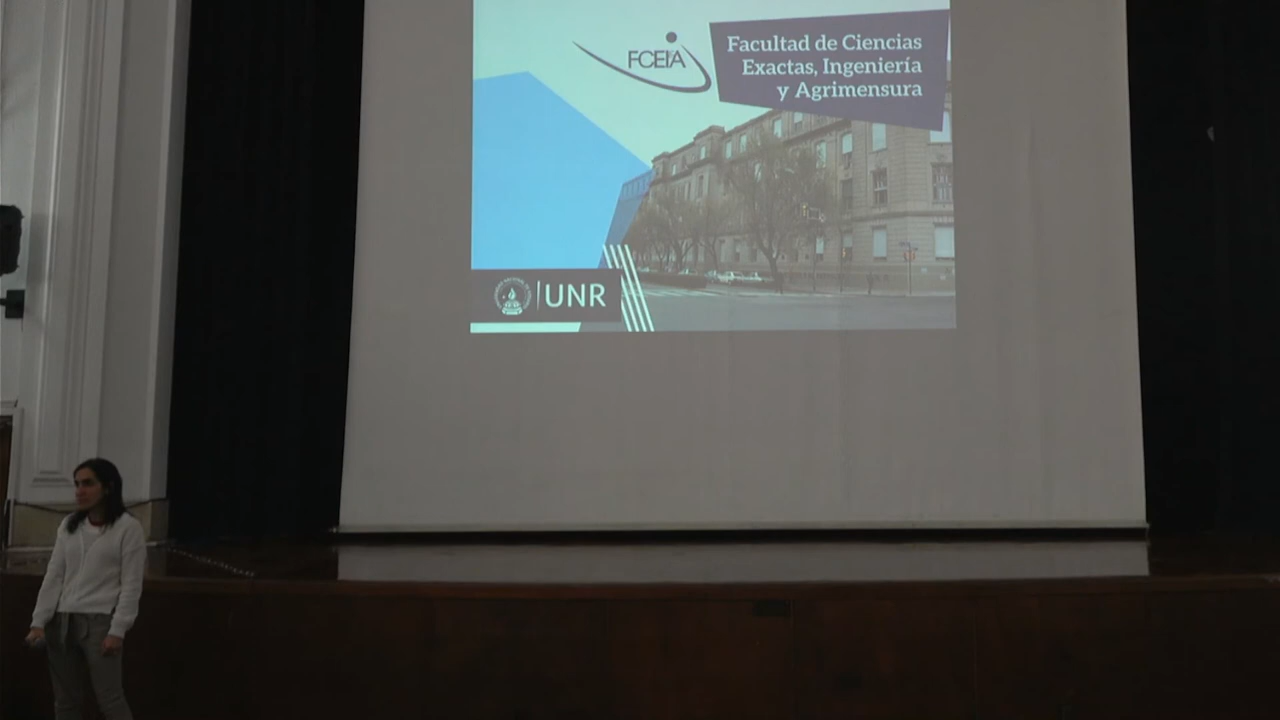 FCEIA
Facultad de Ciencias
Exactas, Ingeniería
y Agrimensura
UNR